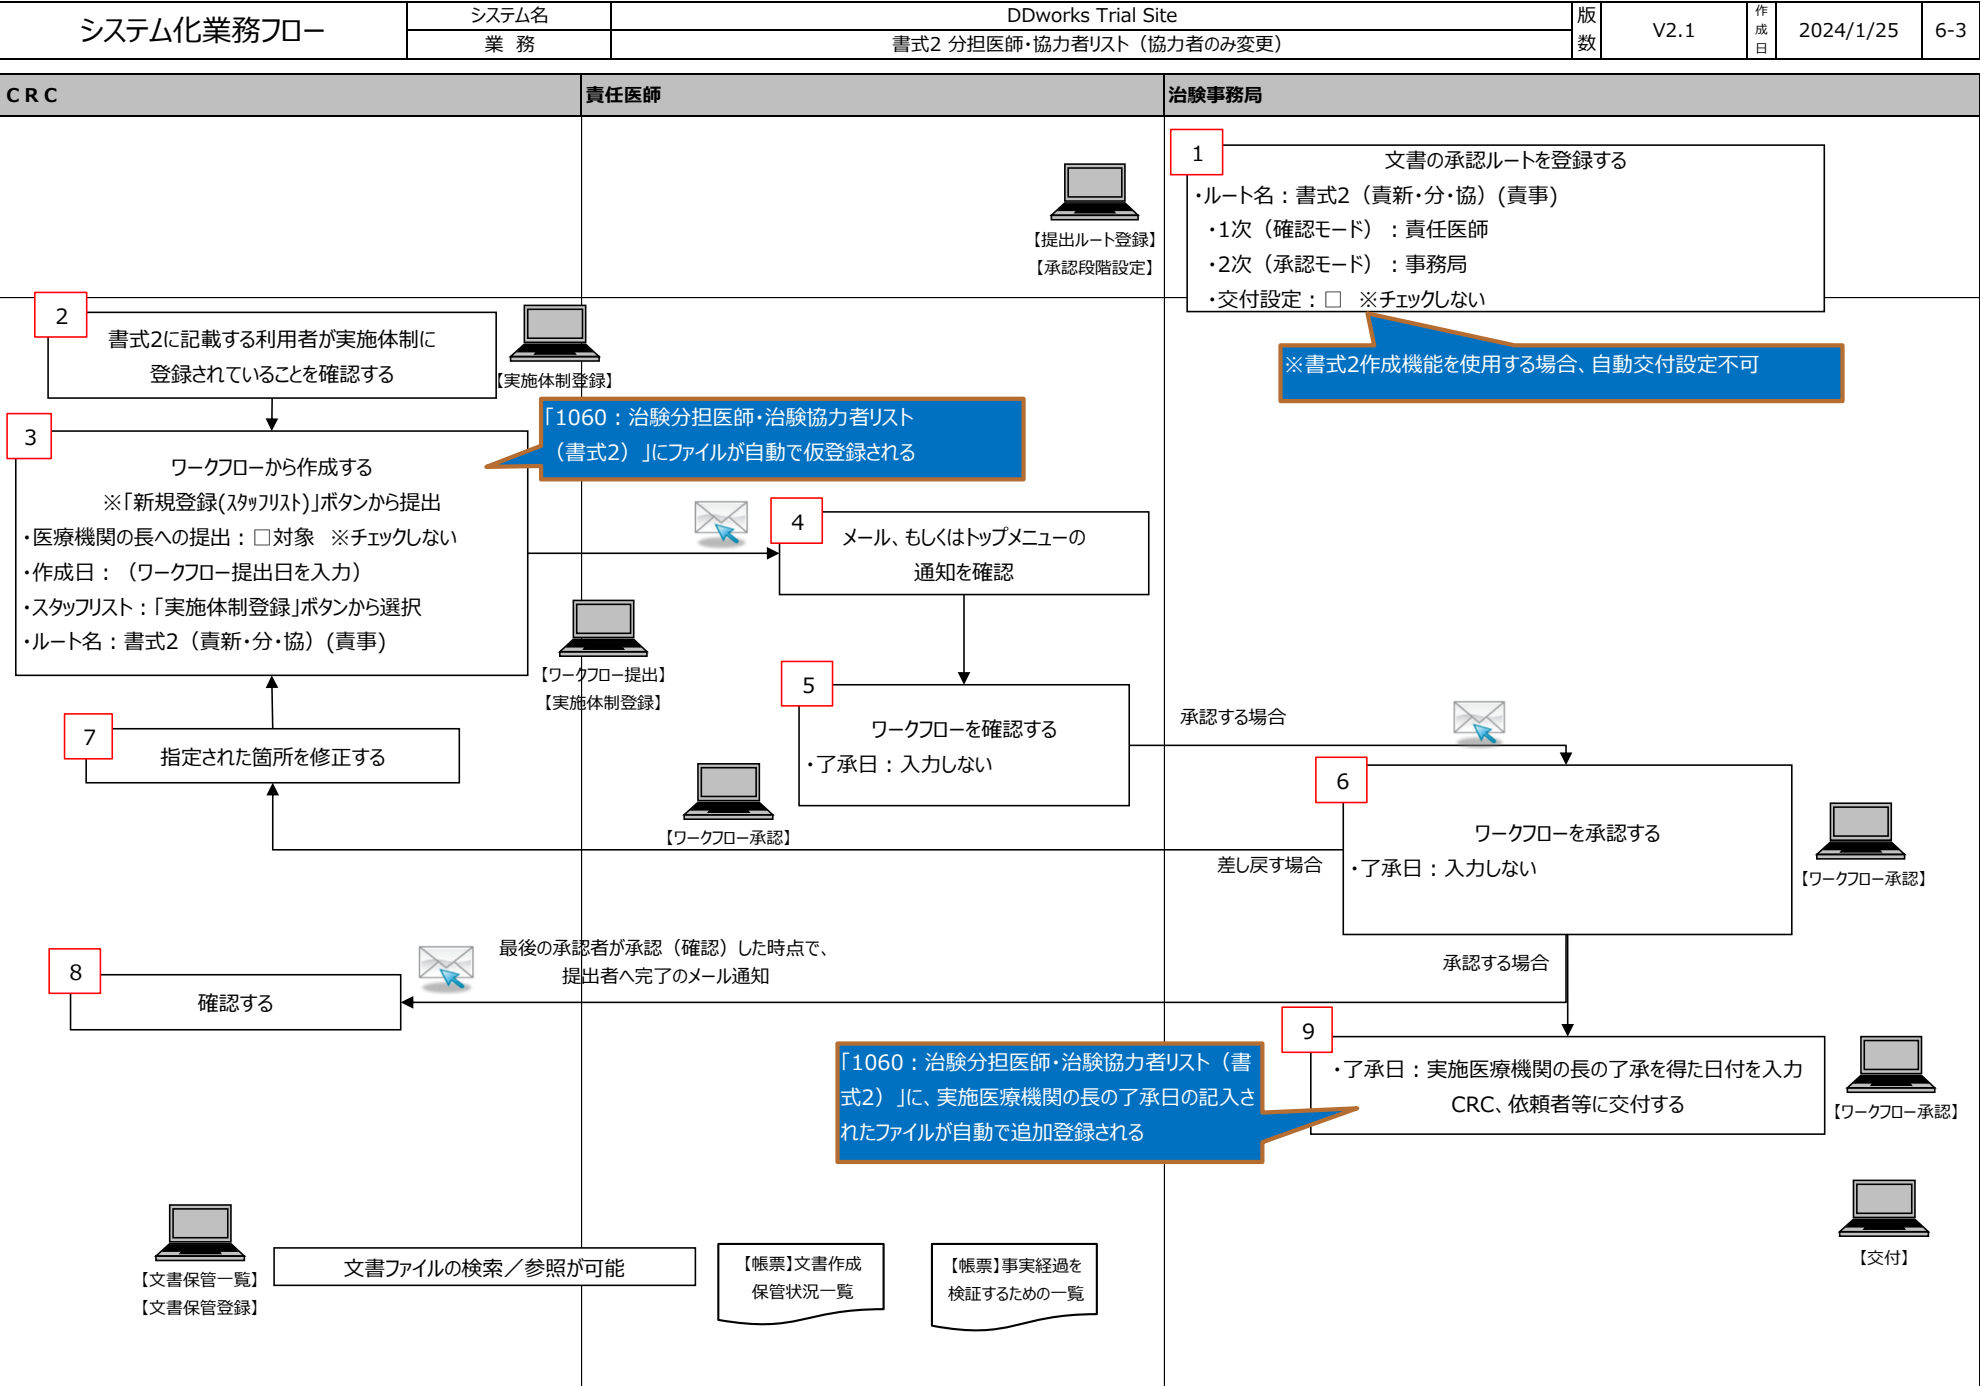 システム化業務フロー
システム名
DDworks Trial Site
業 務
書式2 分担医師・協力者リスト（協力者のみ変更）
版数
V2.1
作成日
2024/1/25
6-3
ＣＲＣ
責任医師
治験事務局
1
文書の承認ルートを登録する
・ルート名：書式2（責新・分・協）(責事)
・1次（確認モード）：責任医師
・2次（承認モード）：事務局
・交付設定：□ ※チェックしない
【提出ルート登録】
【承認段階設定】
※書式2作成機能を使用する場合、自動交付設定不可
2
書式2に記載する利用者が実施体制に
登録されていることを確認する
【実施体制登録】
3
ワークフローから作成する
※「新規登録(スタッフリスト)」ボタンから提出
・医療機関の長への提出：□対象 ※チェックしない
・作成日：（ワークフロー提出日を入力）
・スタッフリスト：「実施体制登録」ボタンから選択
・ルート名：書式2（責新・分・協）(責事)
「1060：治験分担医師・治験協力者リスト
（書式2）」にファイルが自動で仮登録される
【ワークフロー提出】
【実施体制登録】
4
メール、もしくはトップメニューの
通知を確認
5
ワークフローを確認する
・了承日：入力しない
【ワークフロー承認】
承認する場合
6
ワークフローを承認する
・了承日：入力しない
【ワークフロー承認】
差し戻す場合
7
指定された箇所を修正する
承認する場合
最後の承認者が承認（確認）した時点で、
提出者へ完了のメール通知
8
確認する
9
・了承日：実施医療機関の長の了承を得た日付を入力
CRC、依頼者等に交付する
【ワークフロー承認】
「1060：治験分担医師・治験協力者リスト（書
式2）」に、実施医療機関の長の了承日の記入さ
れたファイルが自動で追加登録される
【交付】
【文書保管一覧】
【文書保管登録】
文書ファイルの検索／参照が可能
【帳票】文書作成
保管状況一覧
【帳票】事実経過を
検証するための一覧